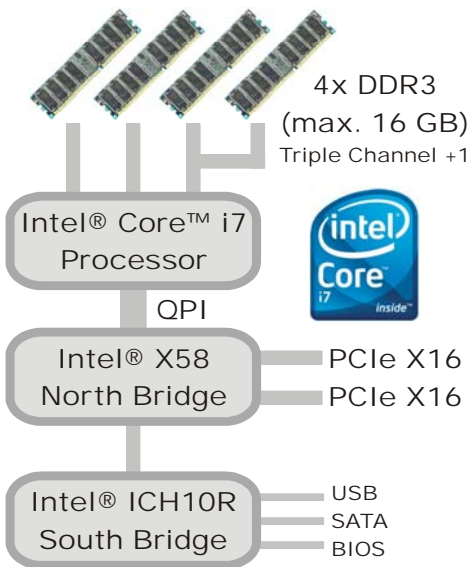 4x DDR3
(max. 16 GB)
Triple Channel +1
Intel® Core™ i7
Processor
intel
Core™
i7
inside™
QPI
Intel® X58
North Bridge
PCIe X16
PCIe X16
Intel® ICH10R
South Bridge
USB
SATA
BIOS